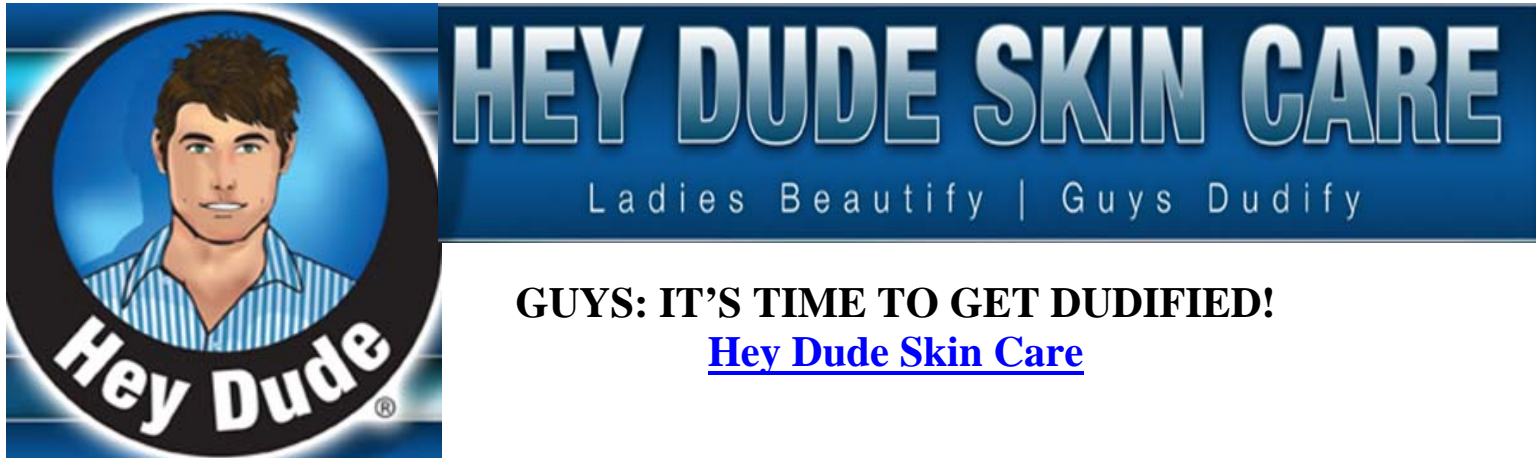 HEY DUDE SKIN CARE
Ladies Beautify | Guys Dudify
GUYS: IT’S TIME TO GET DUDIFIED!
Hey Dude Skin Care
Hey Dude ®